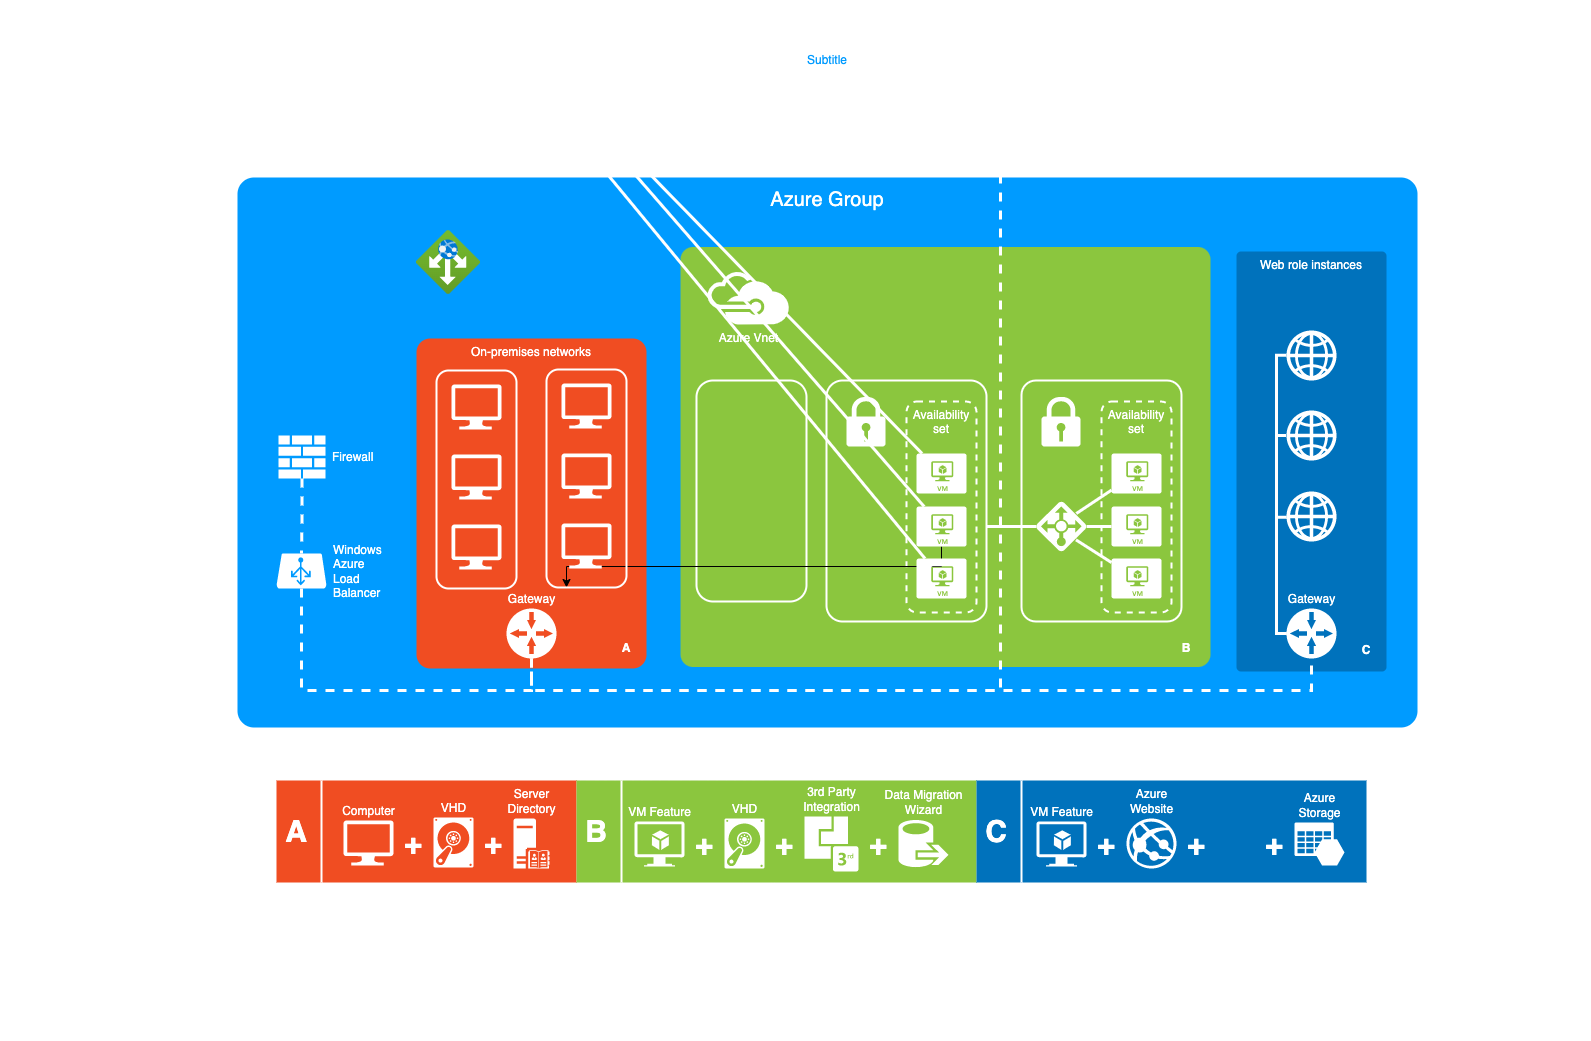 Subtitle
Azure Group
Web role instances
Azure Vnet
On-premises networks
Availability
set
Availability
set
Firewall
VM
VM
VM
VM
VM
VM
Windows
Azure
Load
Balancer
Gateway
Gateway
A
B
C
A
Computer
VHD
Server
Directory
B
VM Feature
VHD
3rd Party
Integration
3rd
Data Migration
Wizard
C
VM Feature
Azure
Website
Azure
Storage
+
+
+
+
+
+
+
+